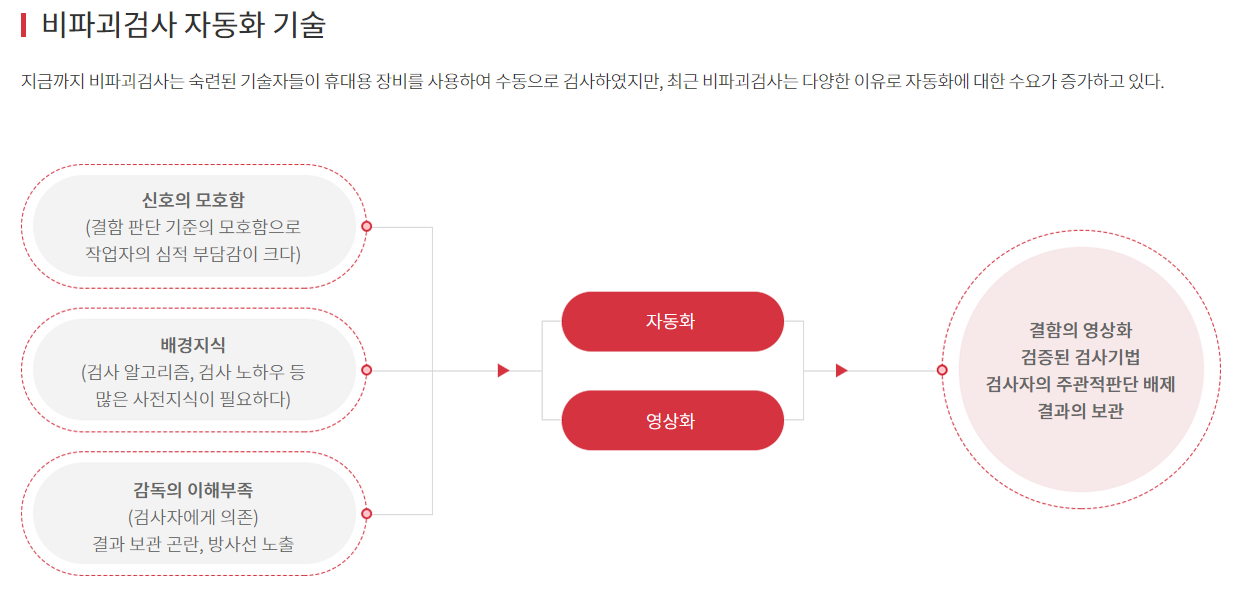 비파괴검사 자동화 기술
지금까지 비파괴검사는 숙련된 기술자들이 휴대용 장비를 사용하여 수동으로 검사하였지만, 최근 비파괴검사는 다양한 이유로 자동화에 대한 수요가 증가하고 있다.
신호의 모호함
(결함 판단 기준의 모호함으로
작업자의 심적 부담감이 크다)
배경지식
(검사 알고리즘, 검사 노하우 등
많은 사전지식이 필요하다)
감독의 이해부족
(검사자에게 의존)
결과 보관 곤란, 방사선 노출
자동화
영상화
결함의 영상화
검증된 검사기법
검사자의 주관적판단 배제
결과의 보관